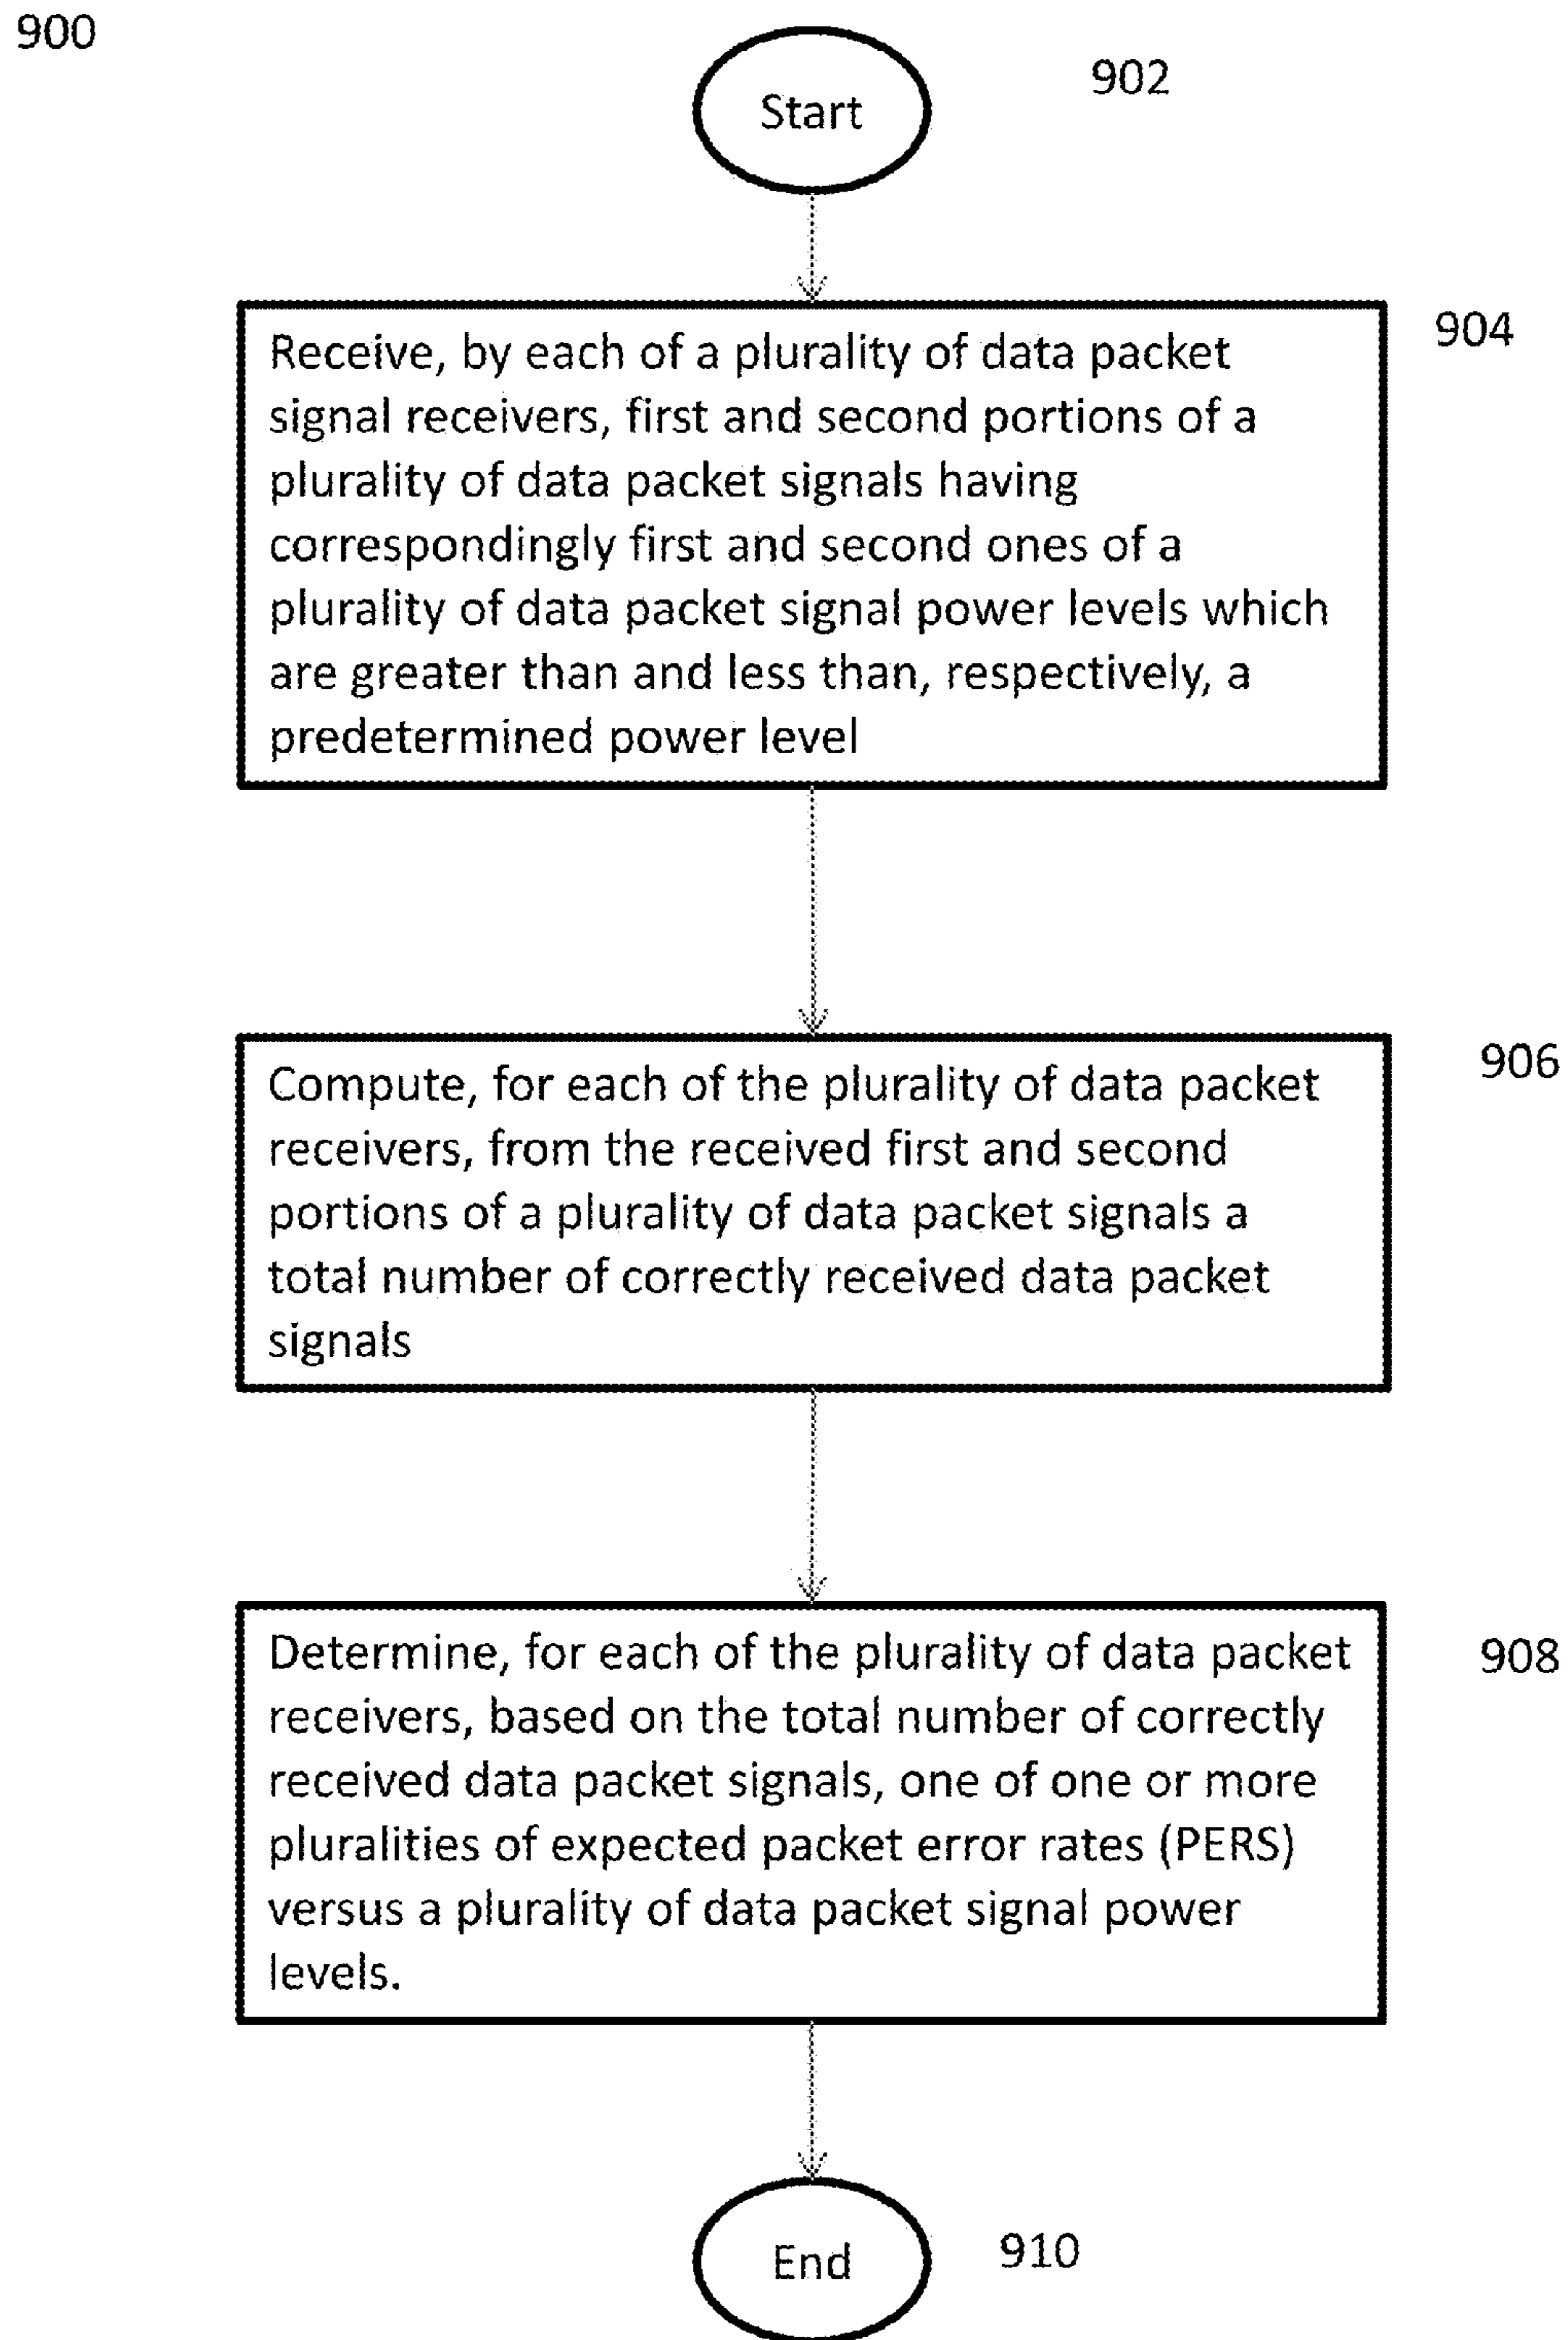 900
902
Start
904
Receive, by each of a plurality of data packet
signal receivers, first and second portions of a
plurality of data packet signals having
correspondingly first and second ones of a
plurality of data packet signal power levels which
are greater than and less than, respectively, a
predetermined power level
906
Compute, for each of the plurality of data packet
receivers, from the received first and second
portions of a plurality of data packet signals a
total number of correctly received data packet
signals
908
Determine, for each of the plurality of data packet
receivers, based on the total number of correctly
received data packet signals, one of one or more
pluralities of expected packet error rates (PERS)
versus a plurality of data packet signal power
levels.
End
910